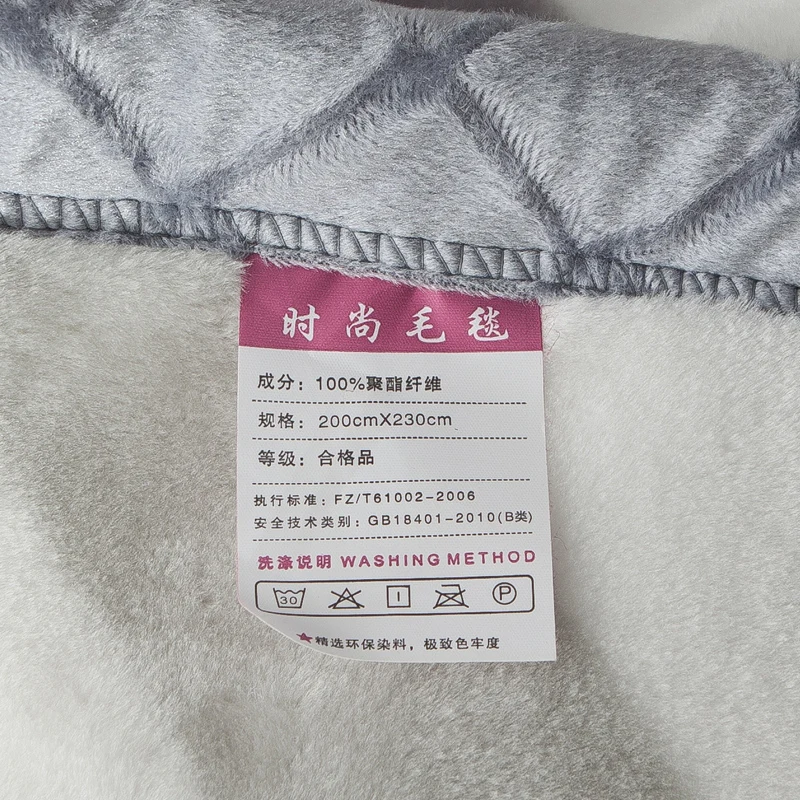 时尚毛毯
成分：100%聚酯纤维
规格：200cmX230cm
等级：合格品
执行标准：FZ/T61002-2006
安全技术类别：GB18401-2010(B类)
洗涤说明 WASHING METHOD
30 P
★精选环保染料，极致色牢度